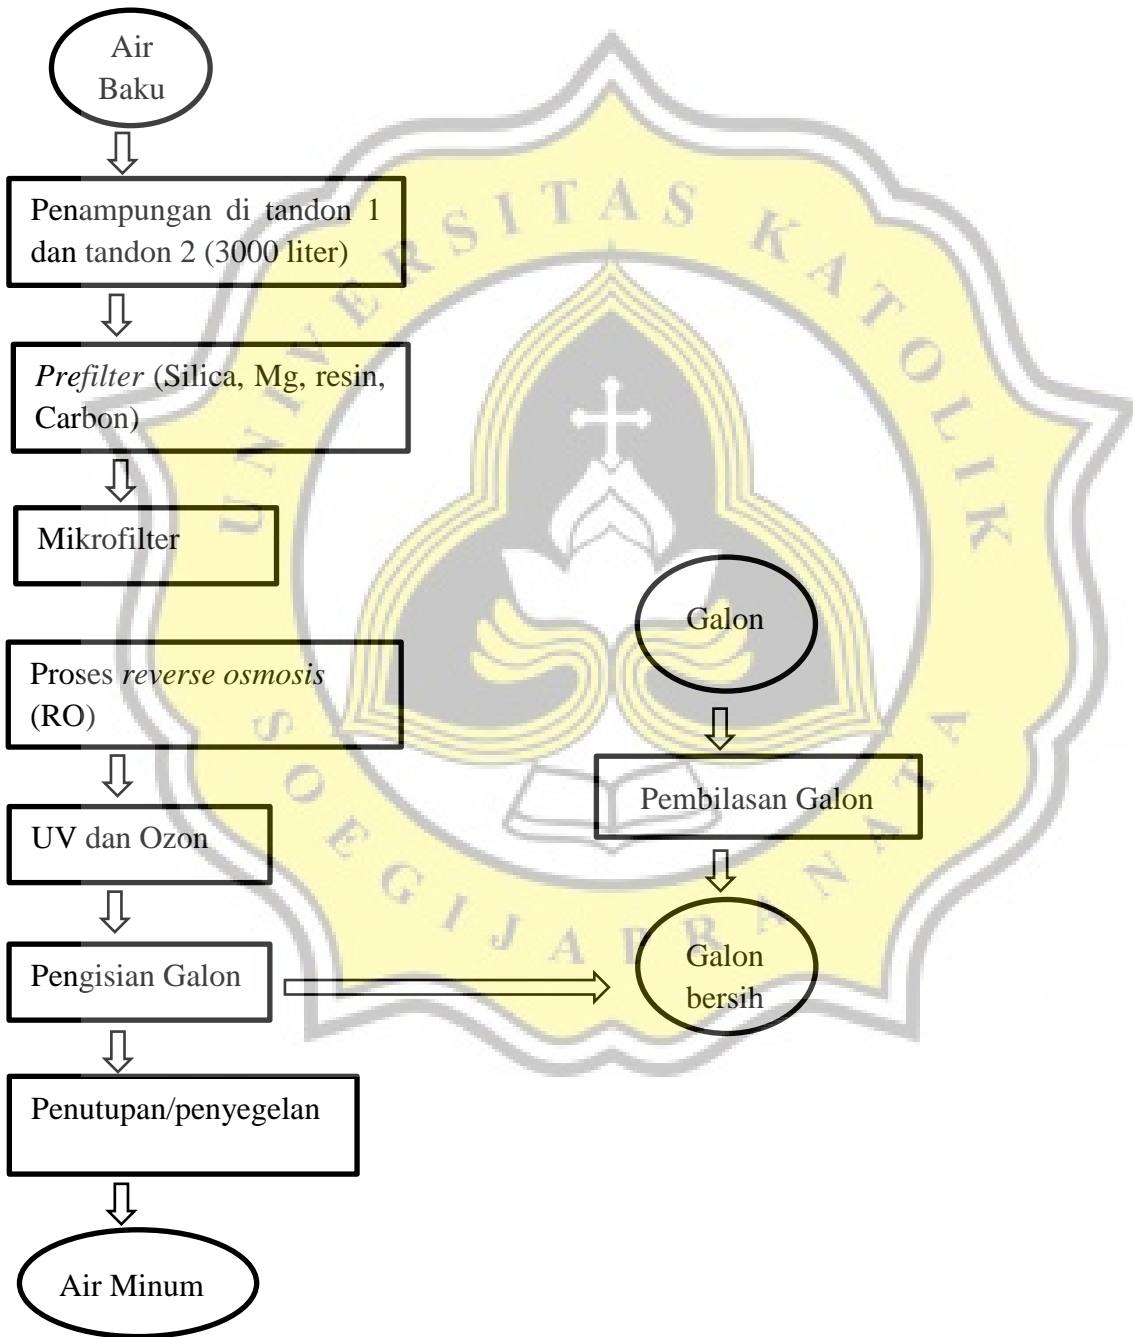 Air
Baku
Penampungan di tandon 1
dan tandon 2 (3000 liter)
Prefilter (Silica, Mg, resin,
Carbon)
Mikrofilter
Proses reverse osmosis
(RO)
UV dan Ozon
Pengisian Galon
Penutupan/penyegelan
Air Minum
Galon
Pembilasan Galon
Galon
bersih
UNIVERSITAS KATOLIK
SOEGIJAPRANATA